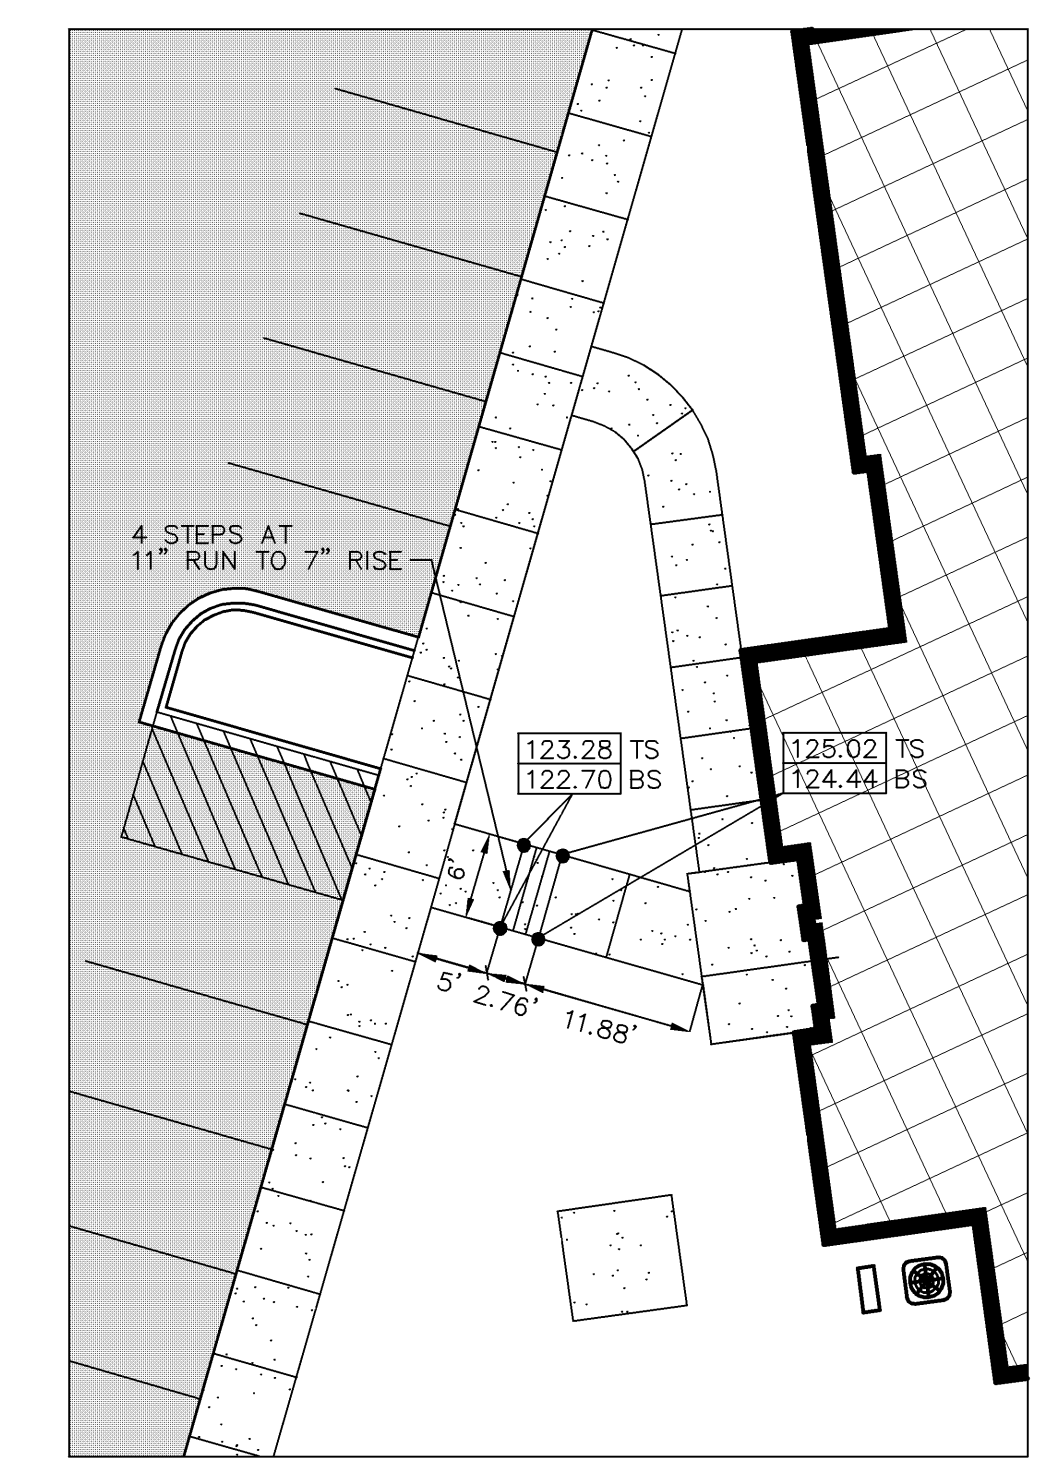 4 STEPS AT
11” RUN TO 7” RISE
123.28 TS
122.70 BS
125.02 TS
124.44 BS
6'
5'
2.76'
11.88'